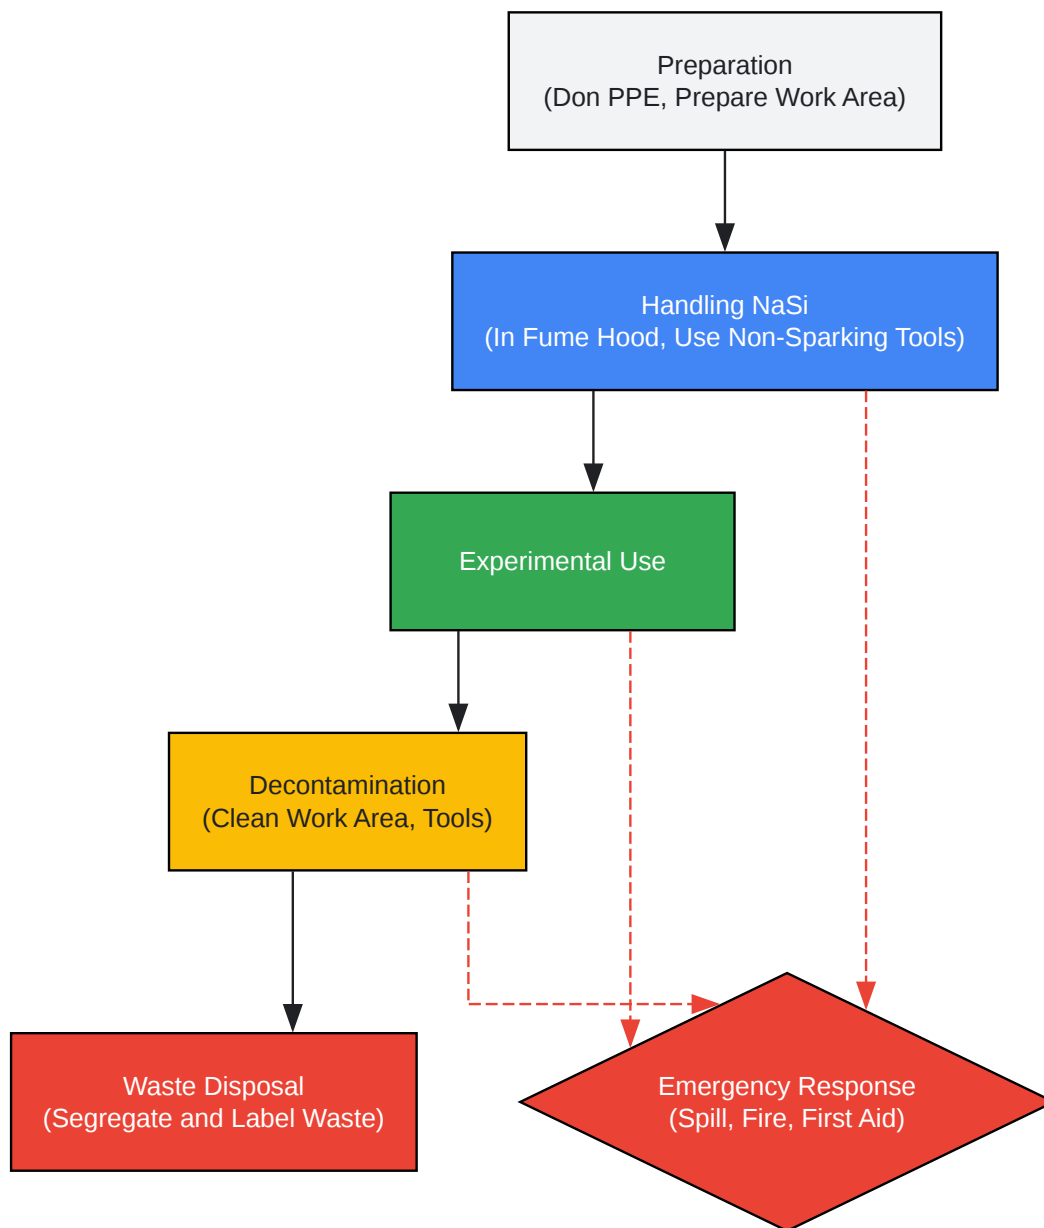 Preparation
(Don PPE, Prepare Work Area)
Handling NaSi
(In Fume Hood, Use Non-Sparking Tools)
Experimental Use
Decontamination
(Clean Work Area, Tools)
Waste Disposal
(Segregate and Label Waste)
Emergency Response
(Spill, Fire, First Aid)